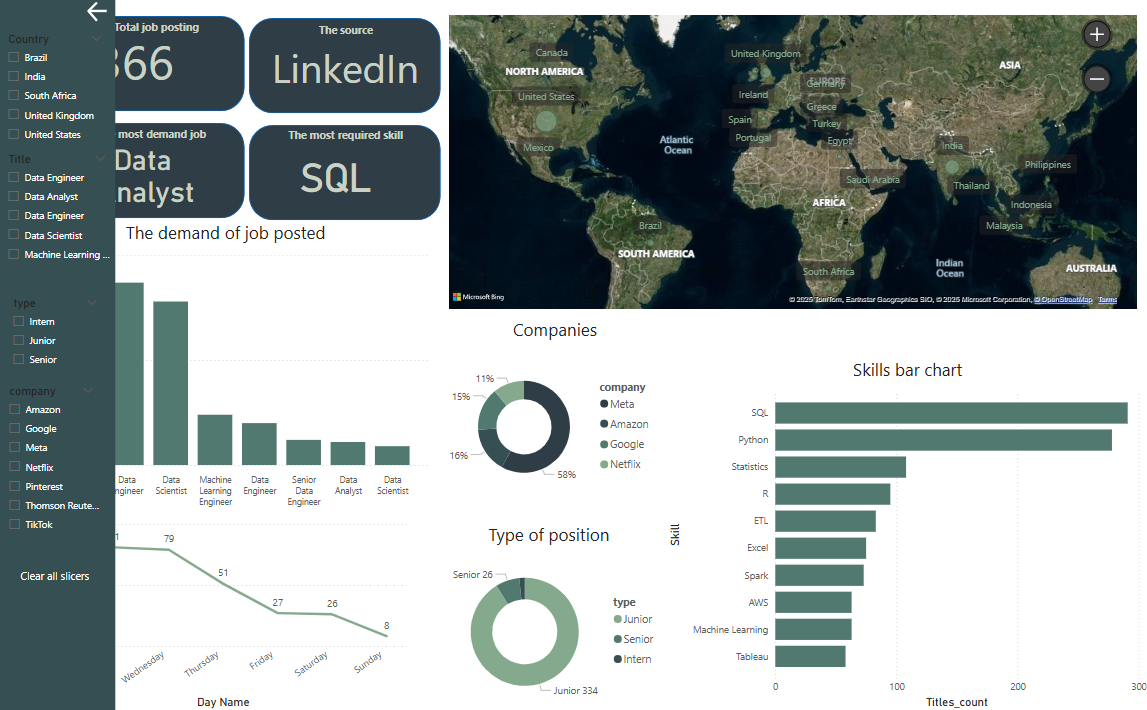 Country
Brazil
India
South Africa
United Kingdom
United States
Title
Data Engineer
Data Analyst
Data Engineer
Data Scientist
Machine Learning ...
type
Intern
Junior
Senior
company
Amazon
Google
Meta
Netflix
Pinterest
Thomson Reute...
TikTok
Clear all slicers
Total job posting
366
The source
LinkedIn
most demand job
Data
nalyst
The most required skill
SQL
The demand of job posted
Data
ngineer
Data
Scientist
Machine
Learning
Engineer
Data
Engineer
Senior
Data
Engineer
Data
Analyst
Data
Scientist
1
79
51
27
26
8
Wednesday
Thursday
Friday
Saturday
Sunday
Day Name
Canada
NORTH AMERICA
United States
Mexico
Atlantic
Ocean
United Kingdom
EUROPE
Germany
Ireland
Greece
Spain
Turkey
Portugal
Egypt
ASIA
India
Saudi Arabia
Philippines
Thailand
AFRICA
Indonesia
Malaysia
Brazil
SOUTH AMERICA
South Africa
Indian
Ocean
AUSTRALIA
Microsoft Bing
© 2025 TomTom, Earthstar Geographics SIO, © 2025 Microsoft Corporation, © OpenStreetMap Terms
Companies
11%
15%
16%
58%
company
Meta
Amazon
Google
Netflix
Type of position
Senior 26
Junior 334
type
Junior
Senior
Intern
Skills bar chart
Skill
SQL
Python
Statistics
R
ETL
Excel
Spark
AWS
Machine Learning
Tableau
0
100
200
300
Titles_count